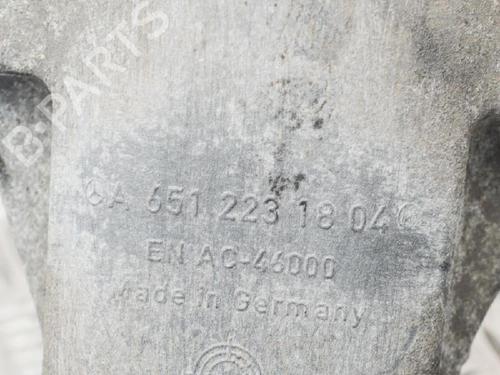 B-PARTS
A 651 223 18 04
EN AC-46000
Made in Germany